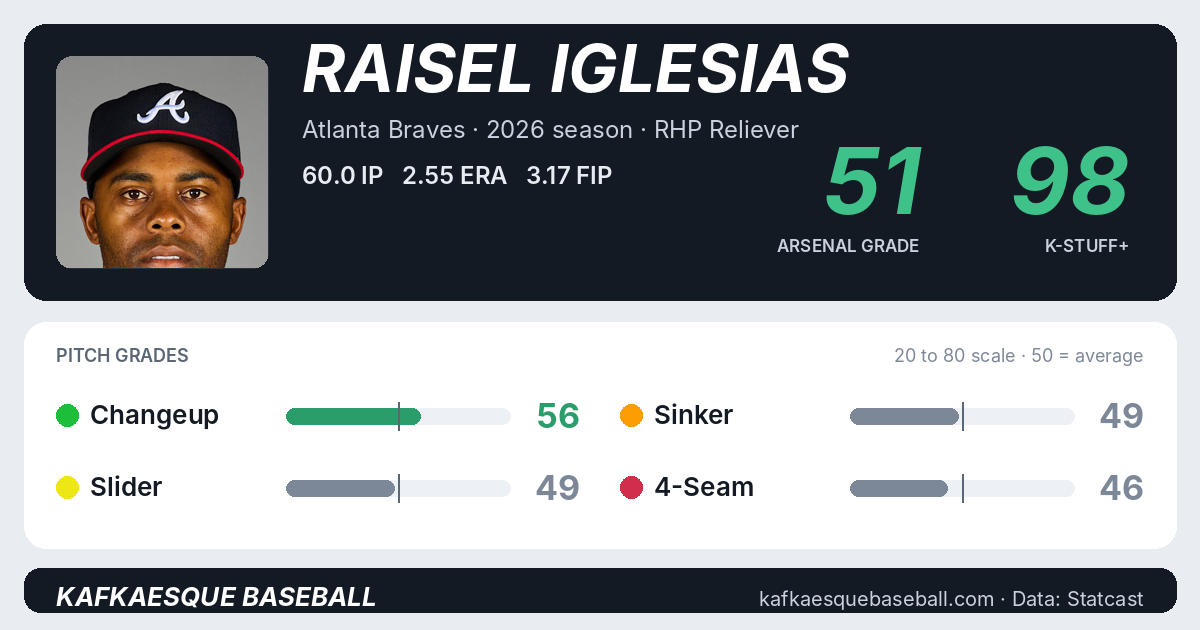 RAISEL IGLESIAS
Atlanta Braves · 2026 season · RHP Reliever
60.0 IP 2.55 ERA 3.17 FIP
51 98
ARSENAL GRADE K-STUFF+
PITCH GRADES 20 to 80 scale · 50 = average
Changeup 56 Sinker 49
Slider 49 4-Seam 46
KAFKAESQUE BASEBALL kafkaesquebaseball.com · Data: Statcast